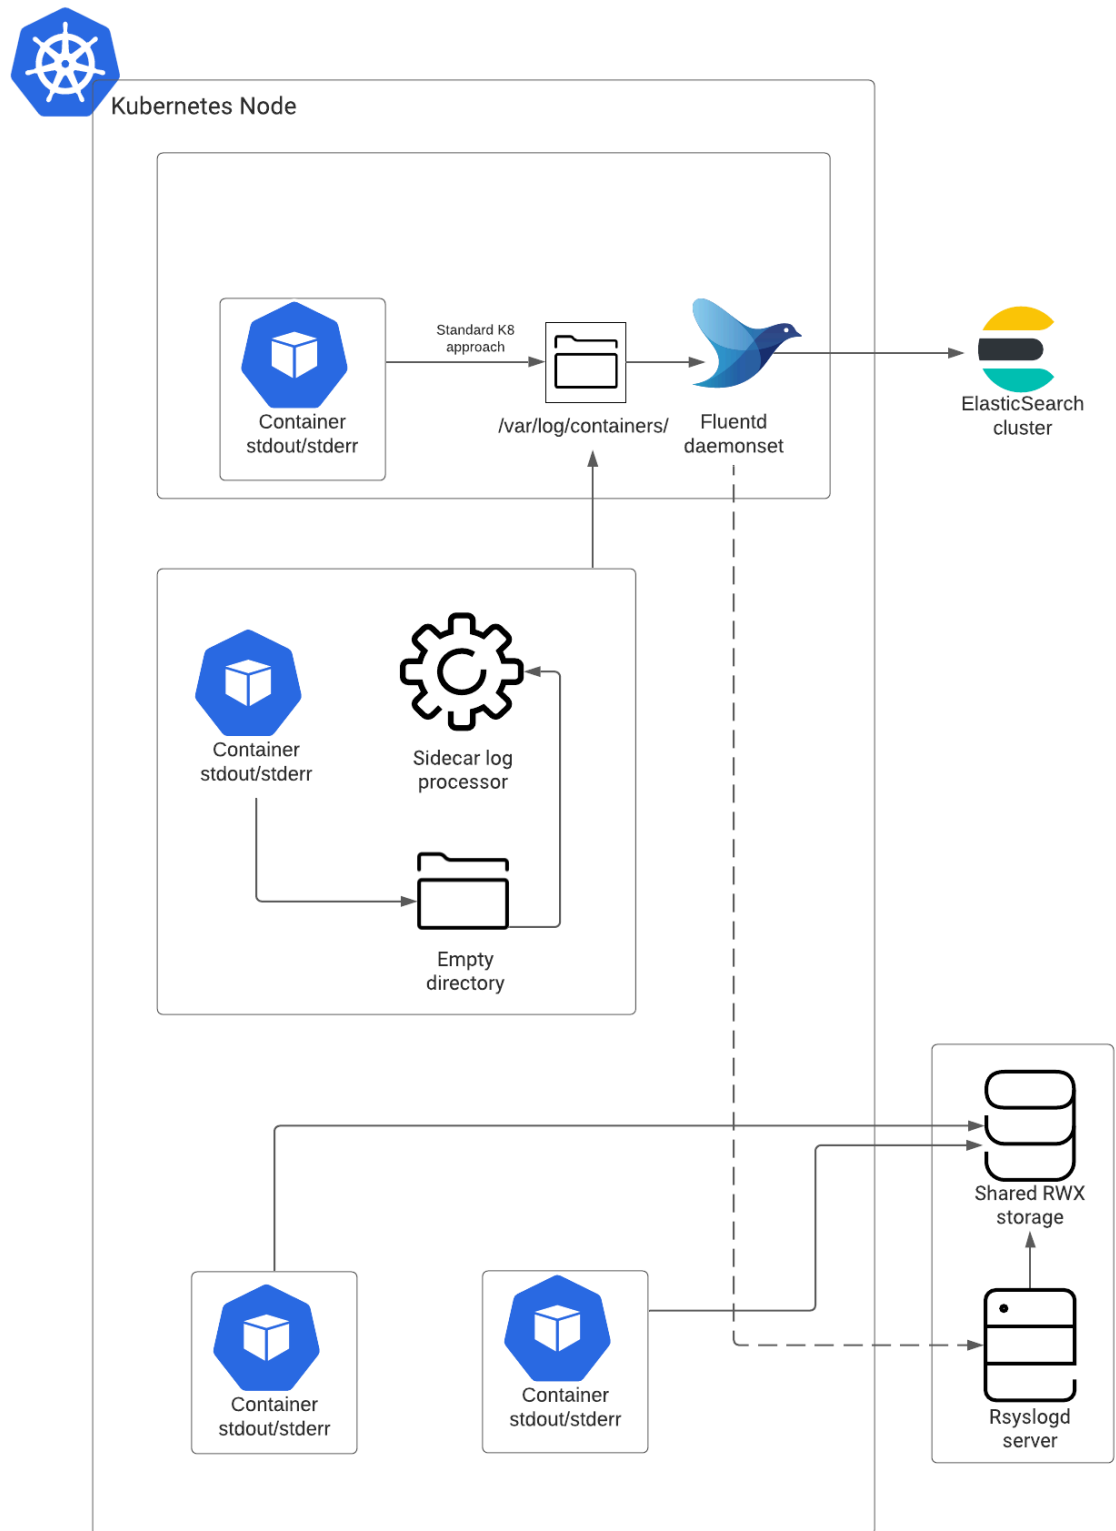 Kubernetes Node
Standard K8
approach
Container
stdout/stderr
/var/log/containers/
Fluentd
daemonset
ElasticSearch
cluster
Container
stdout/stderr
Sidecar log
processor
Empty
directory
Shared RWX
storage
Container
stdout/stderr
Container
stdout/stderr
Rsyslogd
server